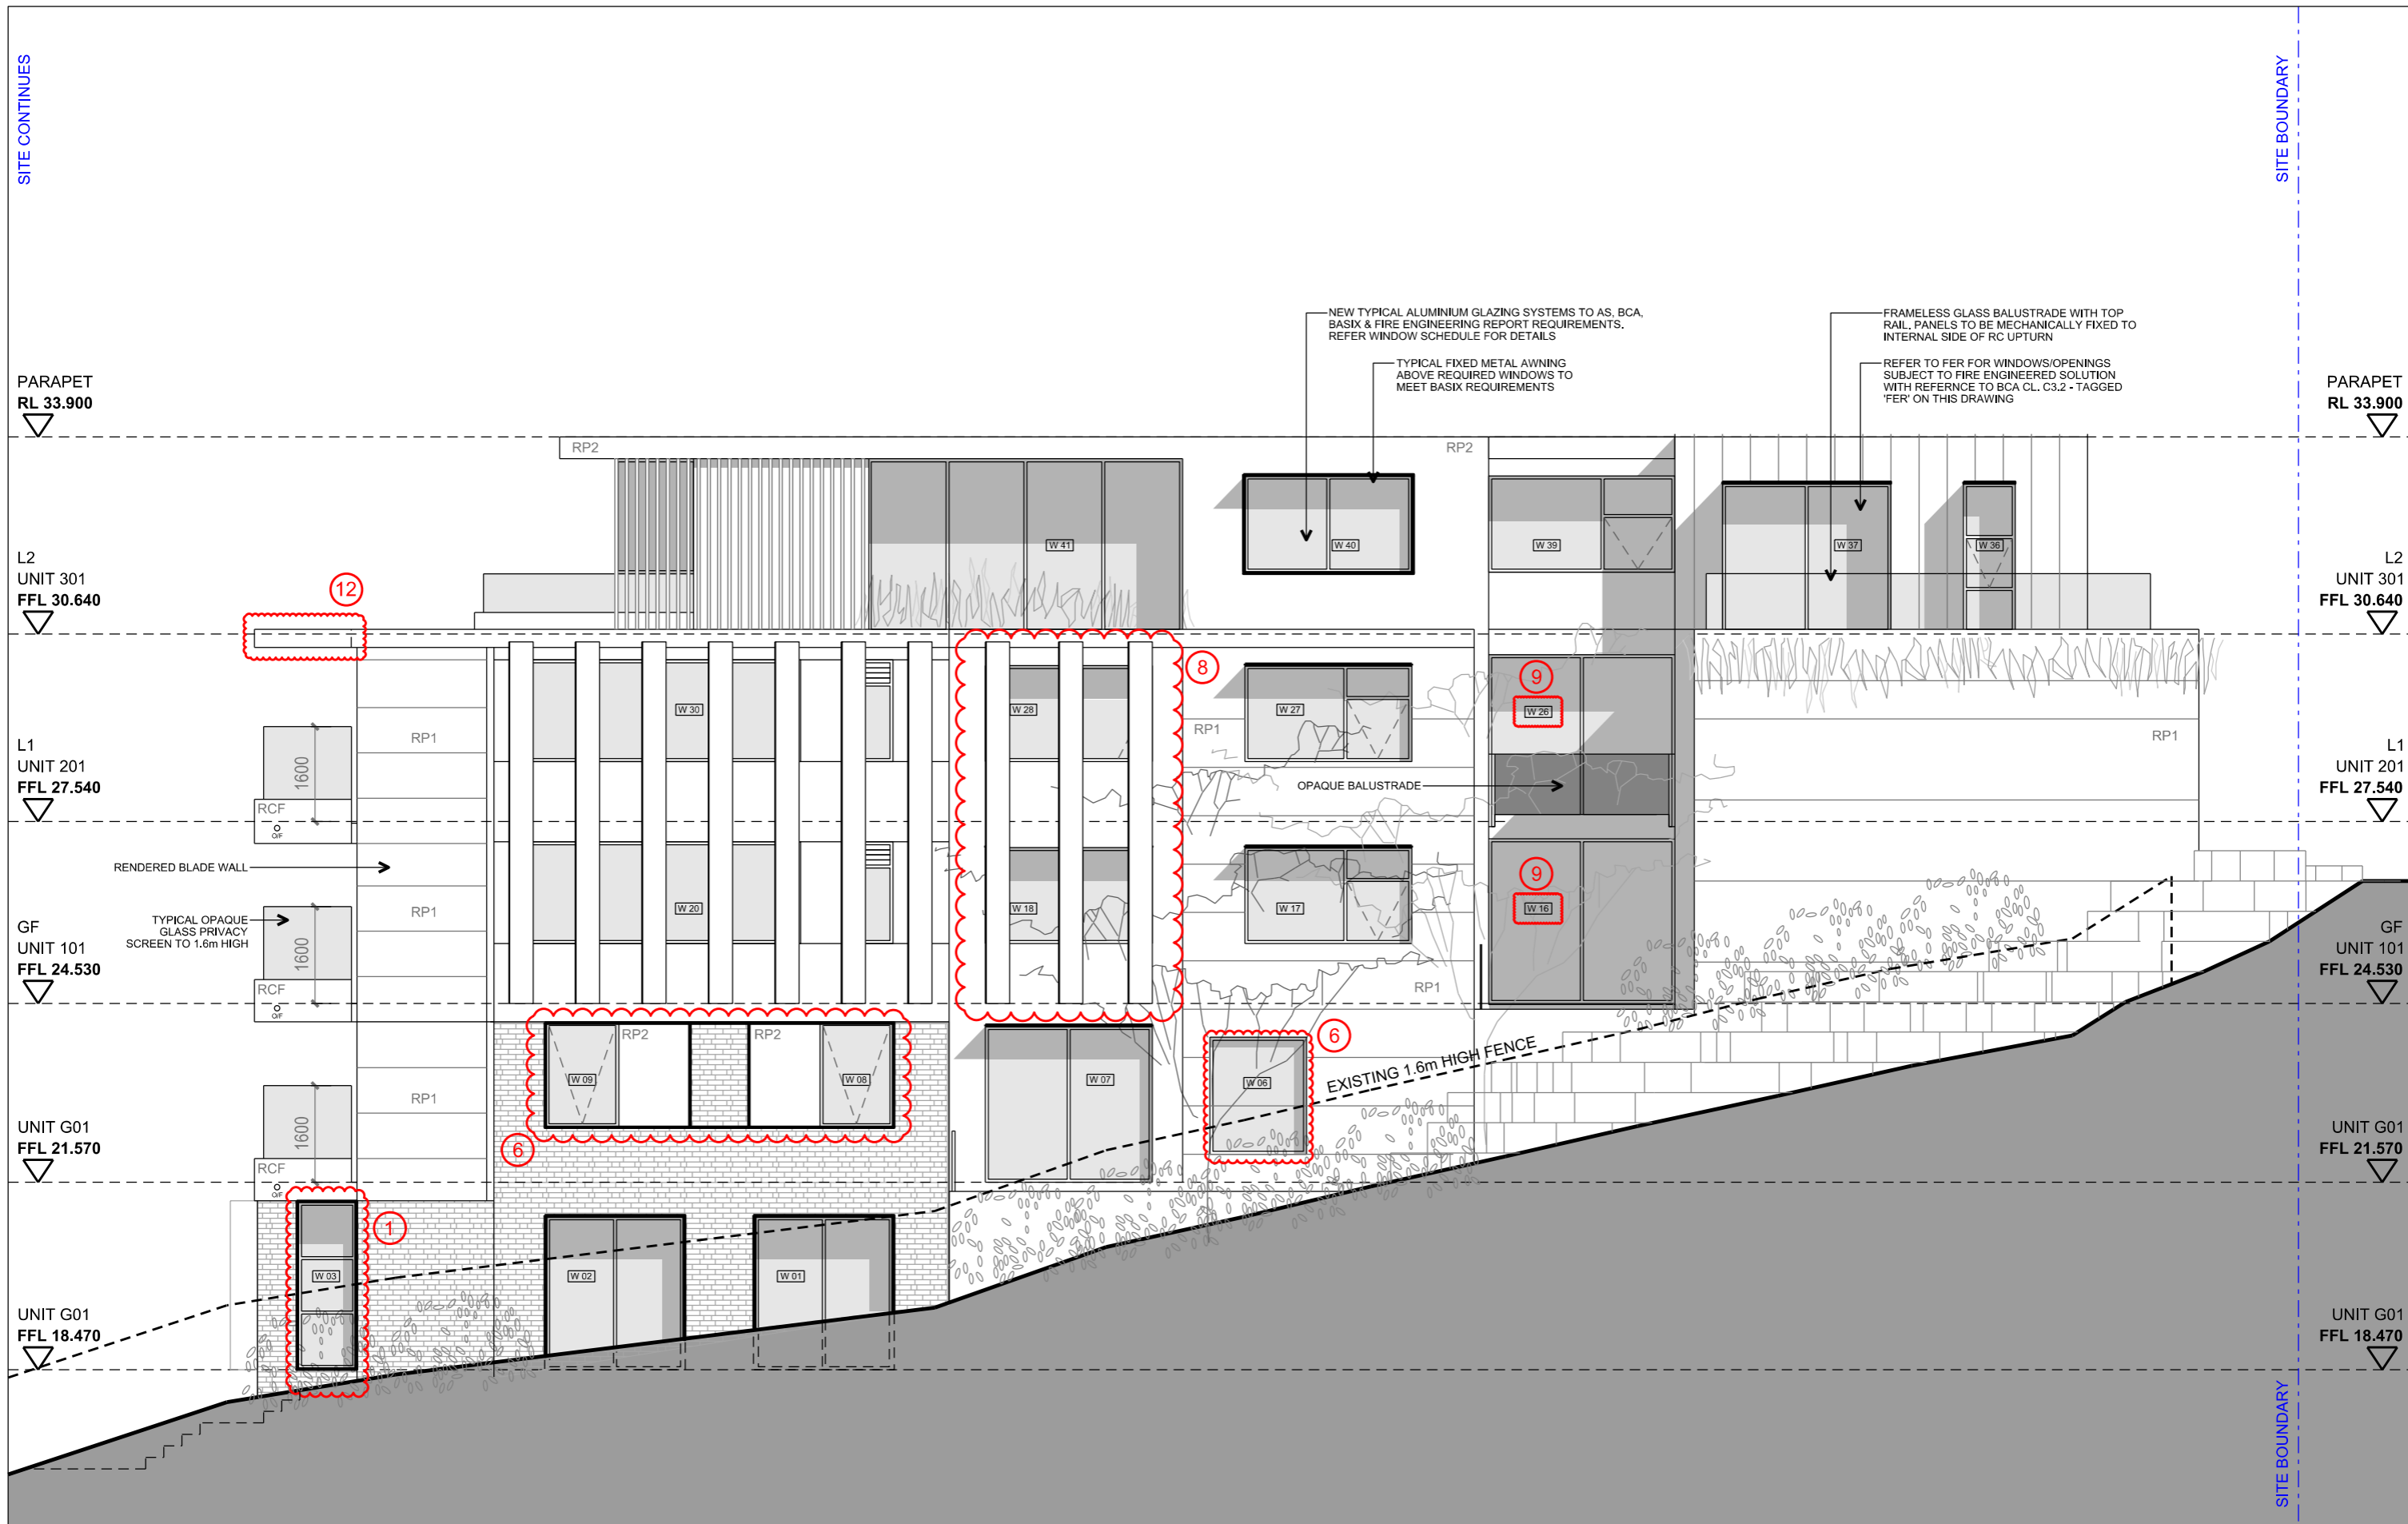 SITE CONTINUES
SITE BOUNDARY
NEW TYPICAL ALUMINIUM GLAZING SYSTEMS TO AS, BCA,
BASIX & FIRE ENGINEERING REPORT REQUIREMENTS,
REFER WINDOW SCHEDULE FOR DETAILS
TYPICAL FIXED METAL AWNING
ABOVE REQUIRED WINDOWS TO
MEET BASIX REQUIREMENTS
FRAMELESS GLASS BALUSTRADE WITH TOP
RAIL, PANELS TO BE MECHANICALLY FIXED TO
INTERNAL SIDE OF RC UPTURN
REFER TO FER FOR WINDOWS/OPENINGS
SUBJECT TO FIRE ENGINEERED SOLUTION
WITH REFERNCE TO BCA CL. C3.2 - TAGGED
'FER' ON THIS DRAWING
PARAPET
RL 33.900
PARAPET
RL 33.900
RP2
RP2
W 41
W 40
W 39
W 37
W 36
L2
UNIT 301
FFL 30.640
L2
UNIT 301
FFL 30.640
12
8
9
W 30
W 28
W 27
W 26
RP1
RP1
RP1
L1
UNIT 201
FFL 27.540
L1
UNIT 201
FFL 27.540
1600
RCF
O/F
OPAQUE BALUSTRADE
RENDERED BLADE WALL
9
TYPICAL OPAQUE
GLASS PRIVACY
SCREEN TO 1.6m HIGH
RP1
W 20
W 18
W 17
W 16
GF
UNIT 101
FFL 24.530
GF
UNIT 101
FFL 24.530
1600
RCF
O/F
RP1
RP2
RP2
6
EXISTING 1.6m HIGH FENCE
W 09
W 08
W 07
W 06
RP1
6
UNIT G01
FFL 21.570
UNIT G01
FFL 21.570
1600
RCF
O/F
1
W 03
W 02
W 01
UNIT G01
FFL 18.470
UNIT G01
FFL 18.470
SITE BOUNDARY